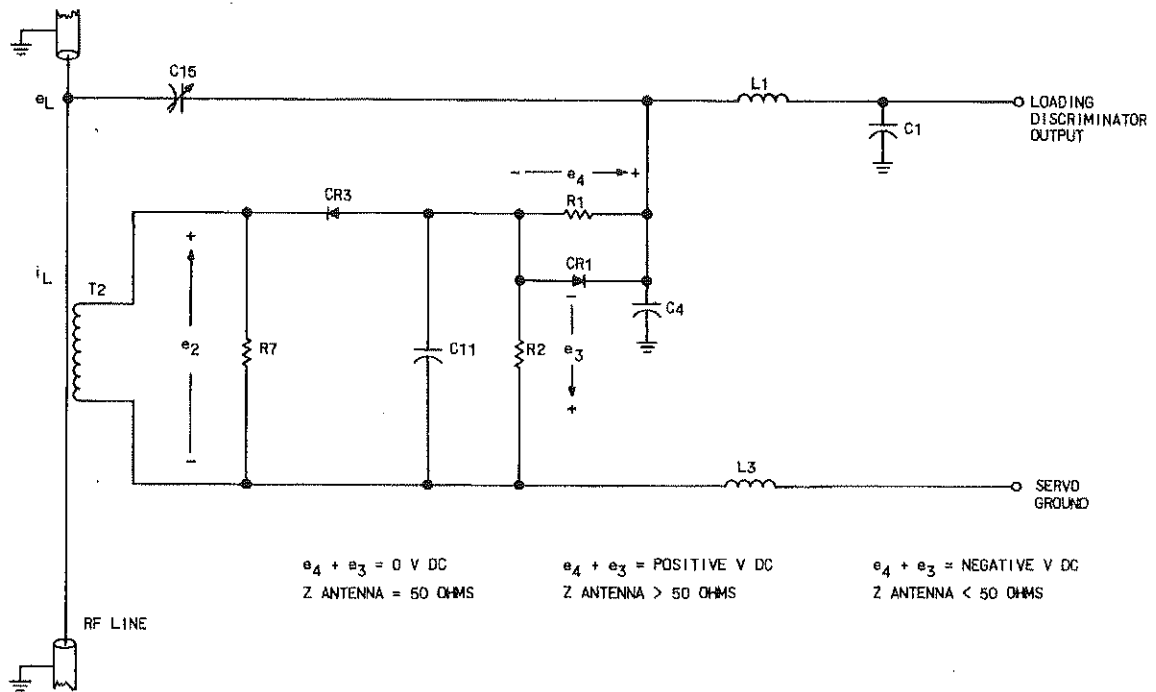 C15
eL
L1
C1
LOADING
DISCRIMINATOR
OUTPUT
- e4 +
CR3
R1
iL
T2
+
e2
-
R7
C11
R2
CR1
-
e3
+
C4
L3
SERVO
GROUND
e4 + e3 = 0 V DC
Z ANTENNA = 50 OHMS
e4 + e3 = POSITIVE V DC
Z ANTENNA > 50 OHMS
e4 + e3 = NEGATIVE V DC
Z ANTENNA < 50 OHMS
RF LINE